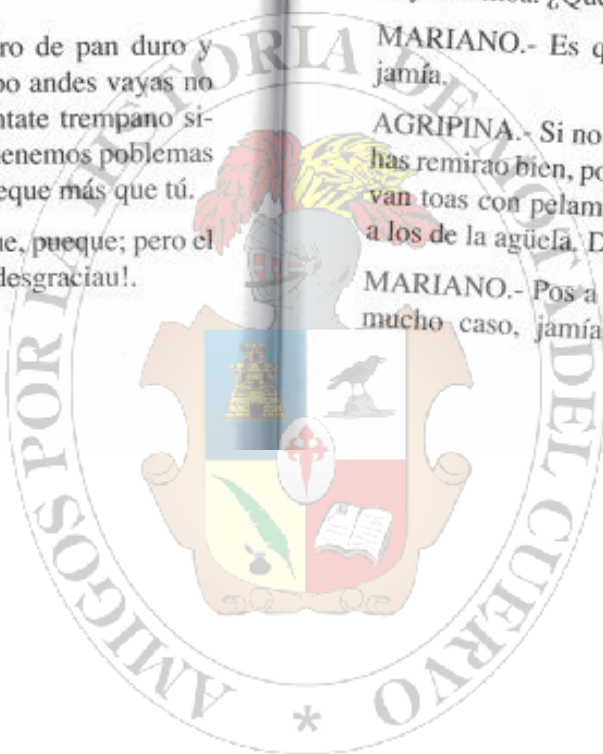 ro de pan duro y
po andes vayas no
ntate trempano si-
enemos poblemas
eque más que tú.
ue, pueque; pero el
desgraciau!.
MARIANO.- Es q
jamía.
AGRIPINA.- Si no
has remirao bien, po
van toas con pelam
a los de la agüela. D
MARIANO.- Pos a
mucho caso, jamía
AMIGOS POR LA HISTORIA DE MOTA DEL CUERVO *